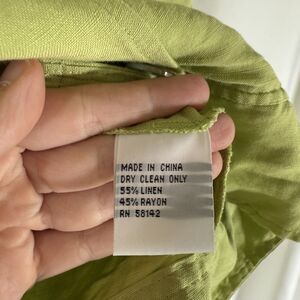 MADE IN CHINA
DRY CLEAN ONLY
55% LINEN
45% RAYON
RN 58142